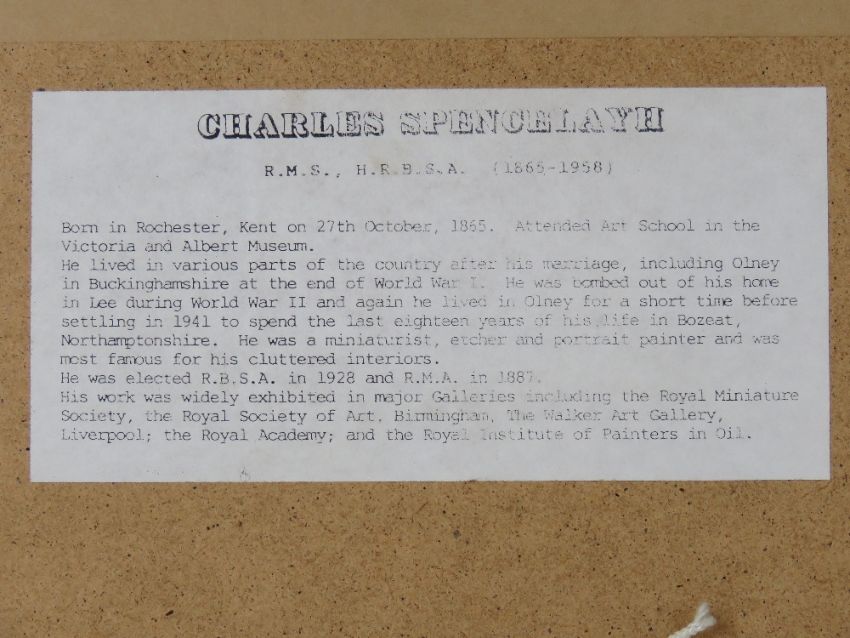 CHARLES SPENCELAYH
R.M.S., H.R.B.S.A. (1865-1958)
Born in Rochester, Kent on 27th October, 1865. Attended Art School in the
Victoria and Albert Museum.
He lived in various parts of the country after his marriage, including Olney
in Buckinghamshire at the end of World War I. He was bombed out of his home
in Lee during World War II and again he lived in Olney for a short time before
settling in 1941 to spend the last eighteen years of his life in Bozeat,
Northamptonshire. He was a miniaturist, etcher and portrait painter and was
most famous for his cluttered interiors.
He was elected R.B.S.A. in 1928 and R.M.A. in 1887.
His work was widely exhibited in major Galleries including the Royal Miniature
Society, the Royal Society of Art, Birmingham, The Walker Art Gallery,
Liverpool; the Royal Academy; and the Royal Institute of Painters in Oil.